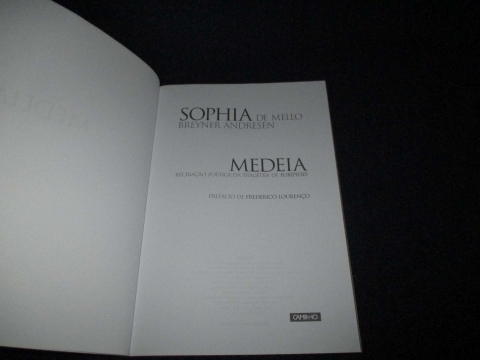 SOPHIA DE MELLO
BREYNER ANDRESEN
MEDEIA
RECRIAÇÃO POÉTICA DA TRAGÉDIA DE EURÍPIDES
PREFÁCIO DE FREDERICO LOURENÇO
CAMINHO